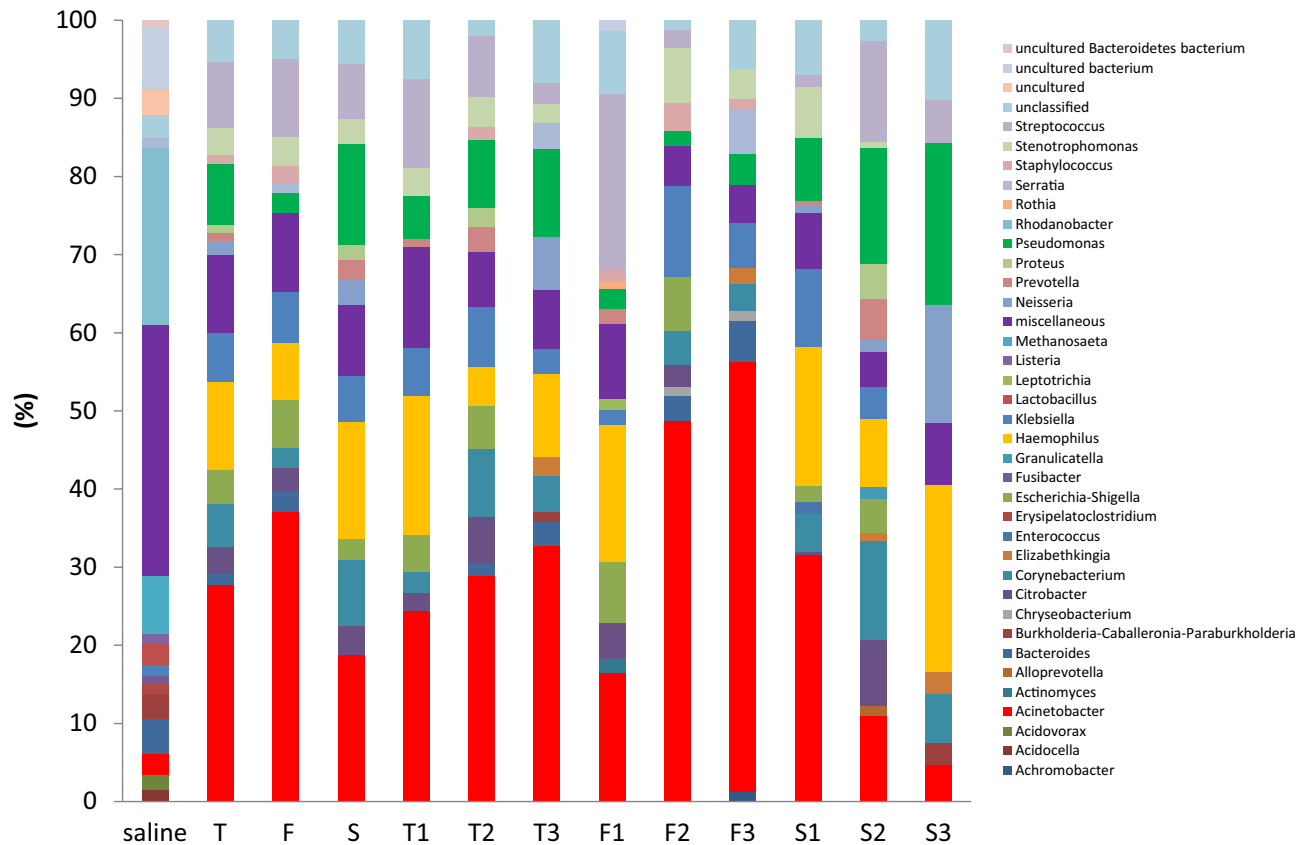 100
90
80
70
60
50
40
30
20
10
0
(%)
saline T F S T1 T2 T3 F1 F2 F3 S1 S2 S3
uncultured Bacteroidetes bacterium
uncultured bacterium
uncultured
unclassified
Streptococcus
Stenotrophomonas
Staphylococcus
Serratia
Rothia
Rhodanobacter
Pseudomonas
Proteus
Prevotella
Neisseria
miscellaneous
Methanosaeta
Listeria
Leptotrichia
Lactobacillus
Klebsiella
Haemophilus
Granulicatella
Fusibacter
Escherichia-Shigella
Erysipelatoclostridium
Enterococcus
Elizabethkingia
Corynebacterium
Citrobacter
Chryseobacterium
Burkholderia-Caballeronia-Paraburkholderia
Bacteroides
Alloprevotella
Actinomyces
Acinetobacter
Acidovorax
Acidocella
Achromobacter